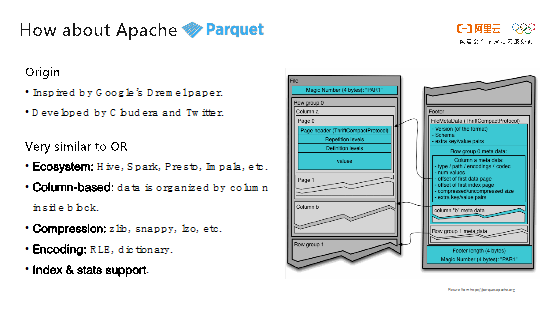 How about Apache Parquet
阿里云
Origin
• Inspired by Google's Dremel paper.
• Developed by Cloudera and Twitter.
Very similar to OR
• Ecosystem: Hive, Spark, Presto, Impala, etc.
• Column-based: data is organized by column
inside block.
• Compression: zlib, snappy, lzo, etc.
• Encoding: RLE, dictionary.
• Index & stats support.
File
Magic Number (4 bytes): "PAR1"
Row group 0
Column a
Page 0
Page header (ThriftCompactProtocol)
Repetition levels
Definition levels
values
Page 1
Column b
Row group 1
Footer
FileMetaData (ThriftCompactProtocol)
- Version (of the format)
- Schema
- extra key/value pairs
Row group 0 meta data:
Column a meta data:
- type / path / encodings / codec
- num values
- offset of first data page
- offset of first index page
- compressed/uncompressed size
- extra key/value pairs
column "b" meta data
Row group 1 meta data
Footer length (4 bytes)
Magic Number (4 bytes): "PAR1"